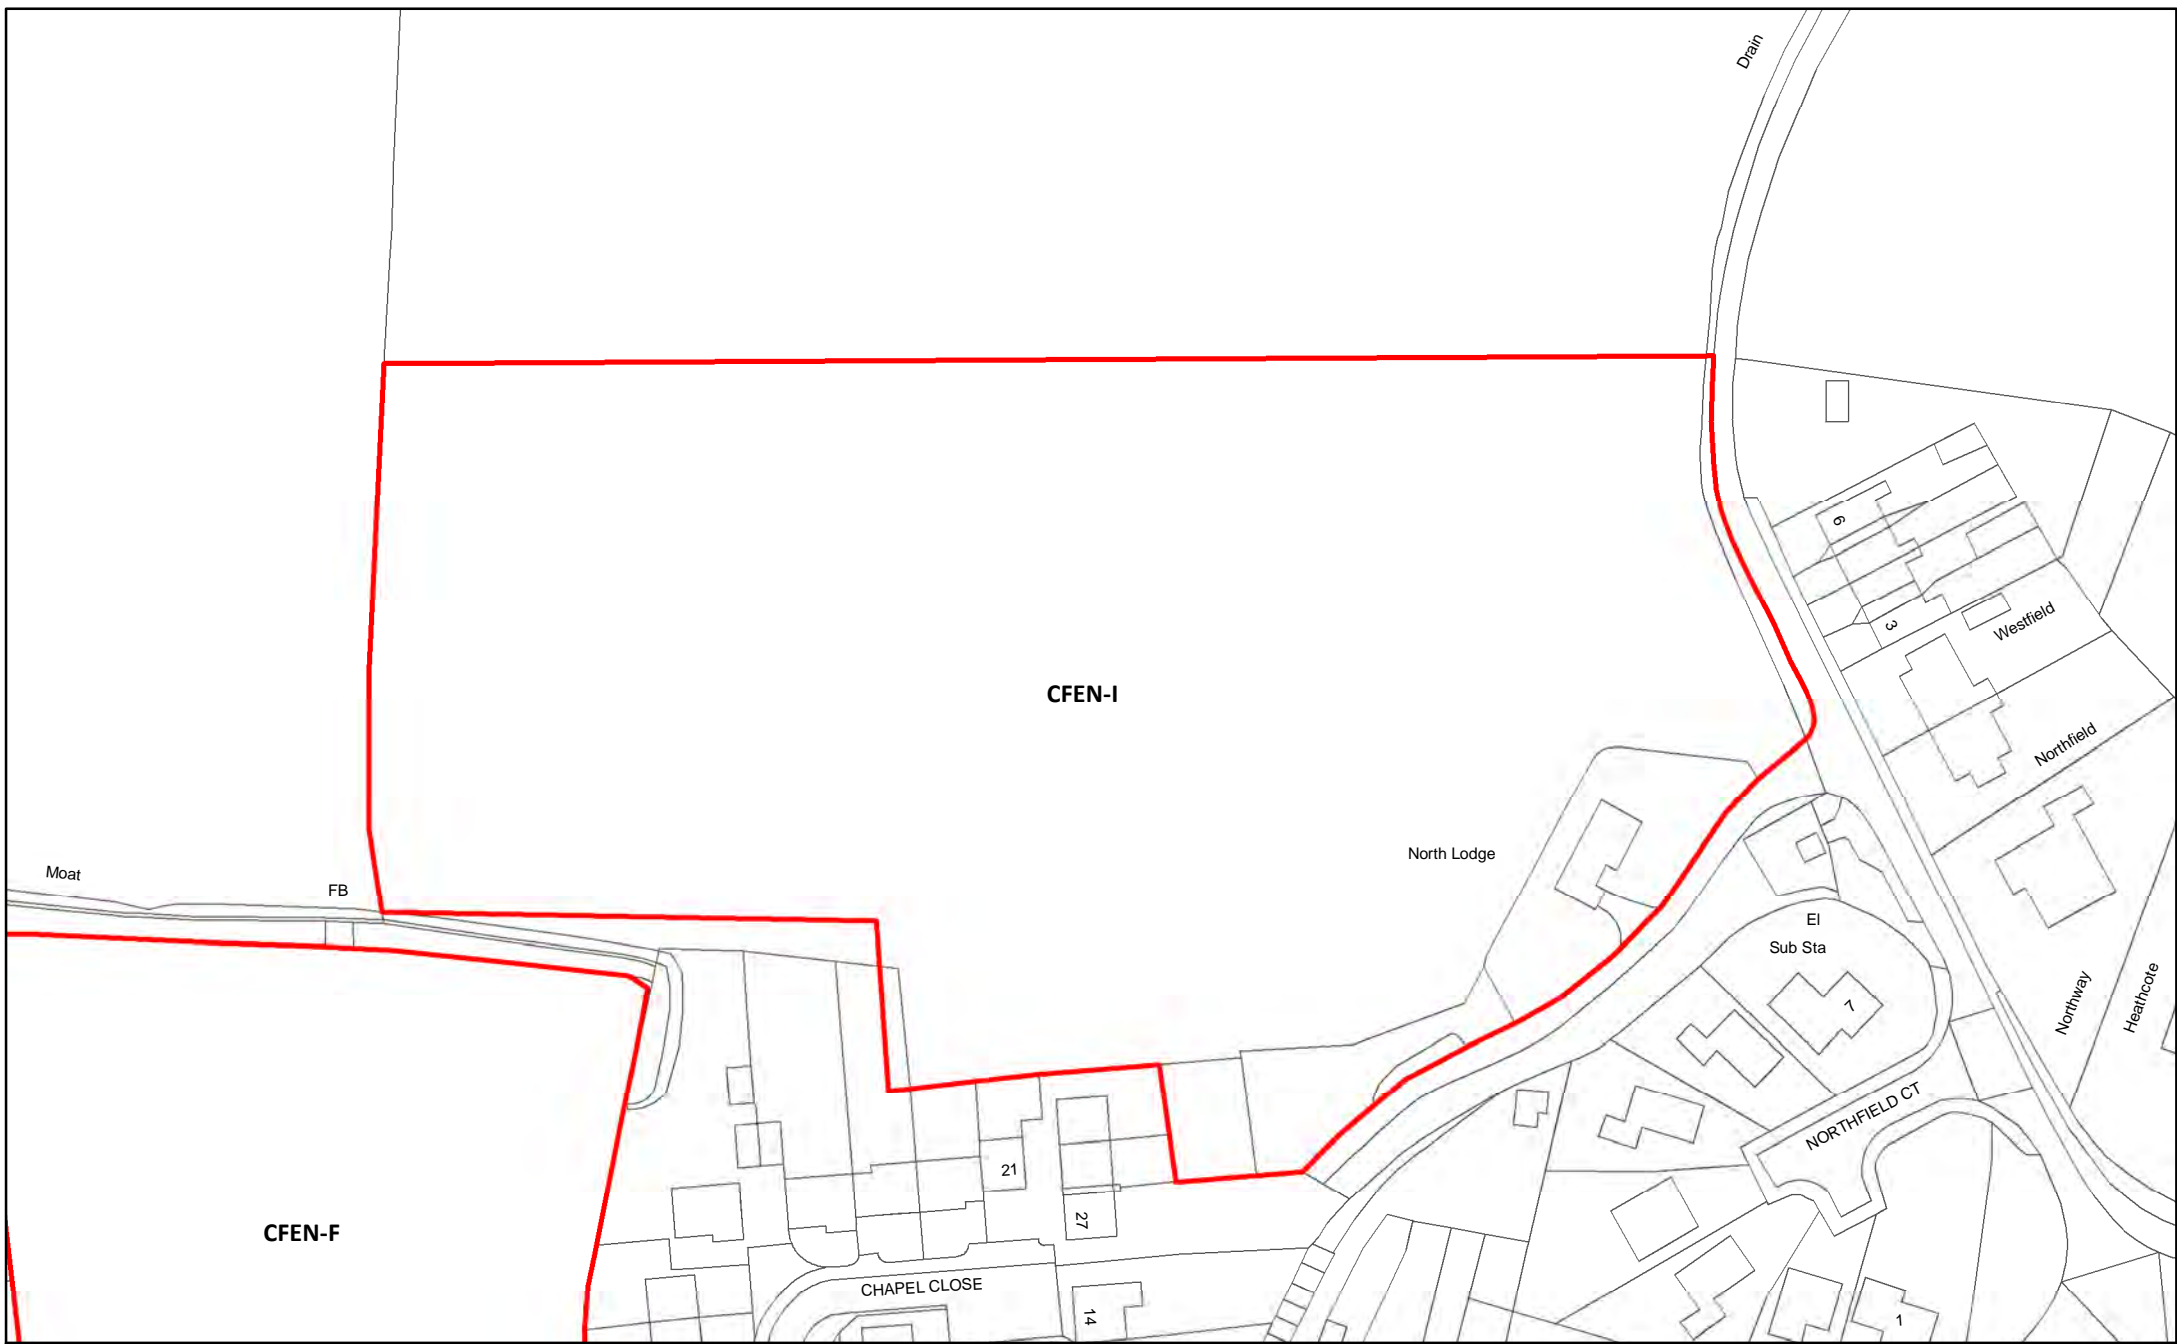 Drain
6
3
Westfield
CFEN-I
Northfield
North Lodge
Moat
FB
El
Sub Sta
7
Northway
Heathcote
NORTHFIELD CT
21
27
CFEN-F
CHAPEL CLOSE
14
1